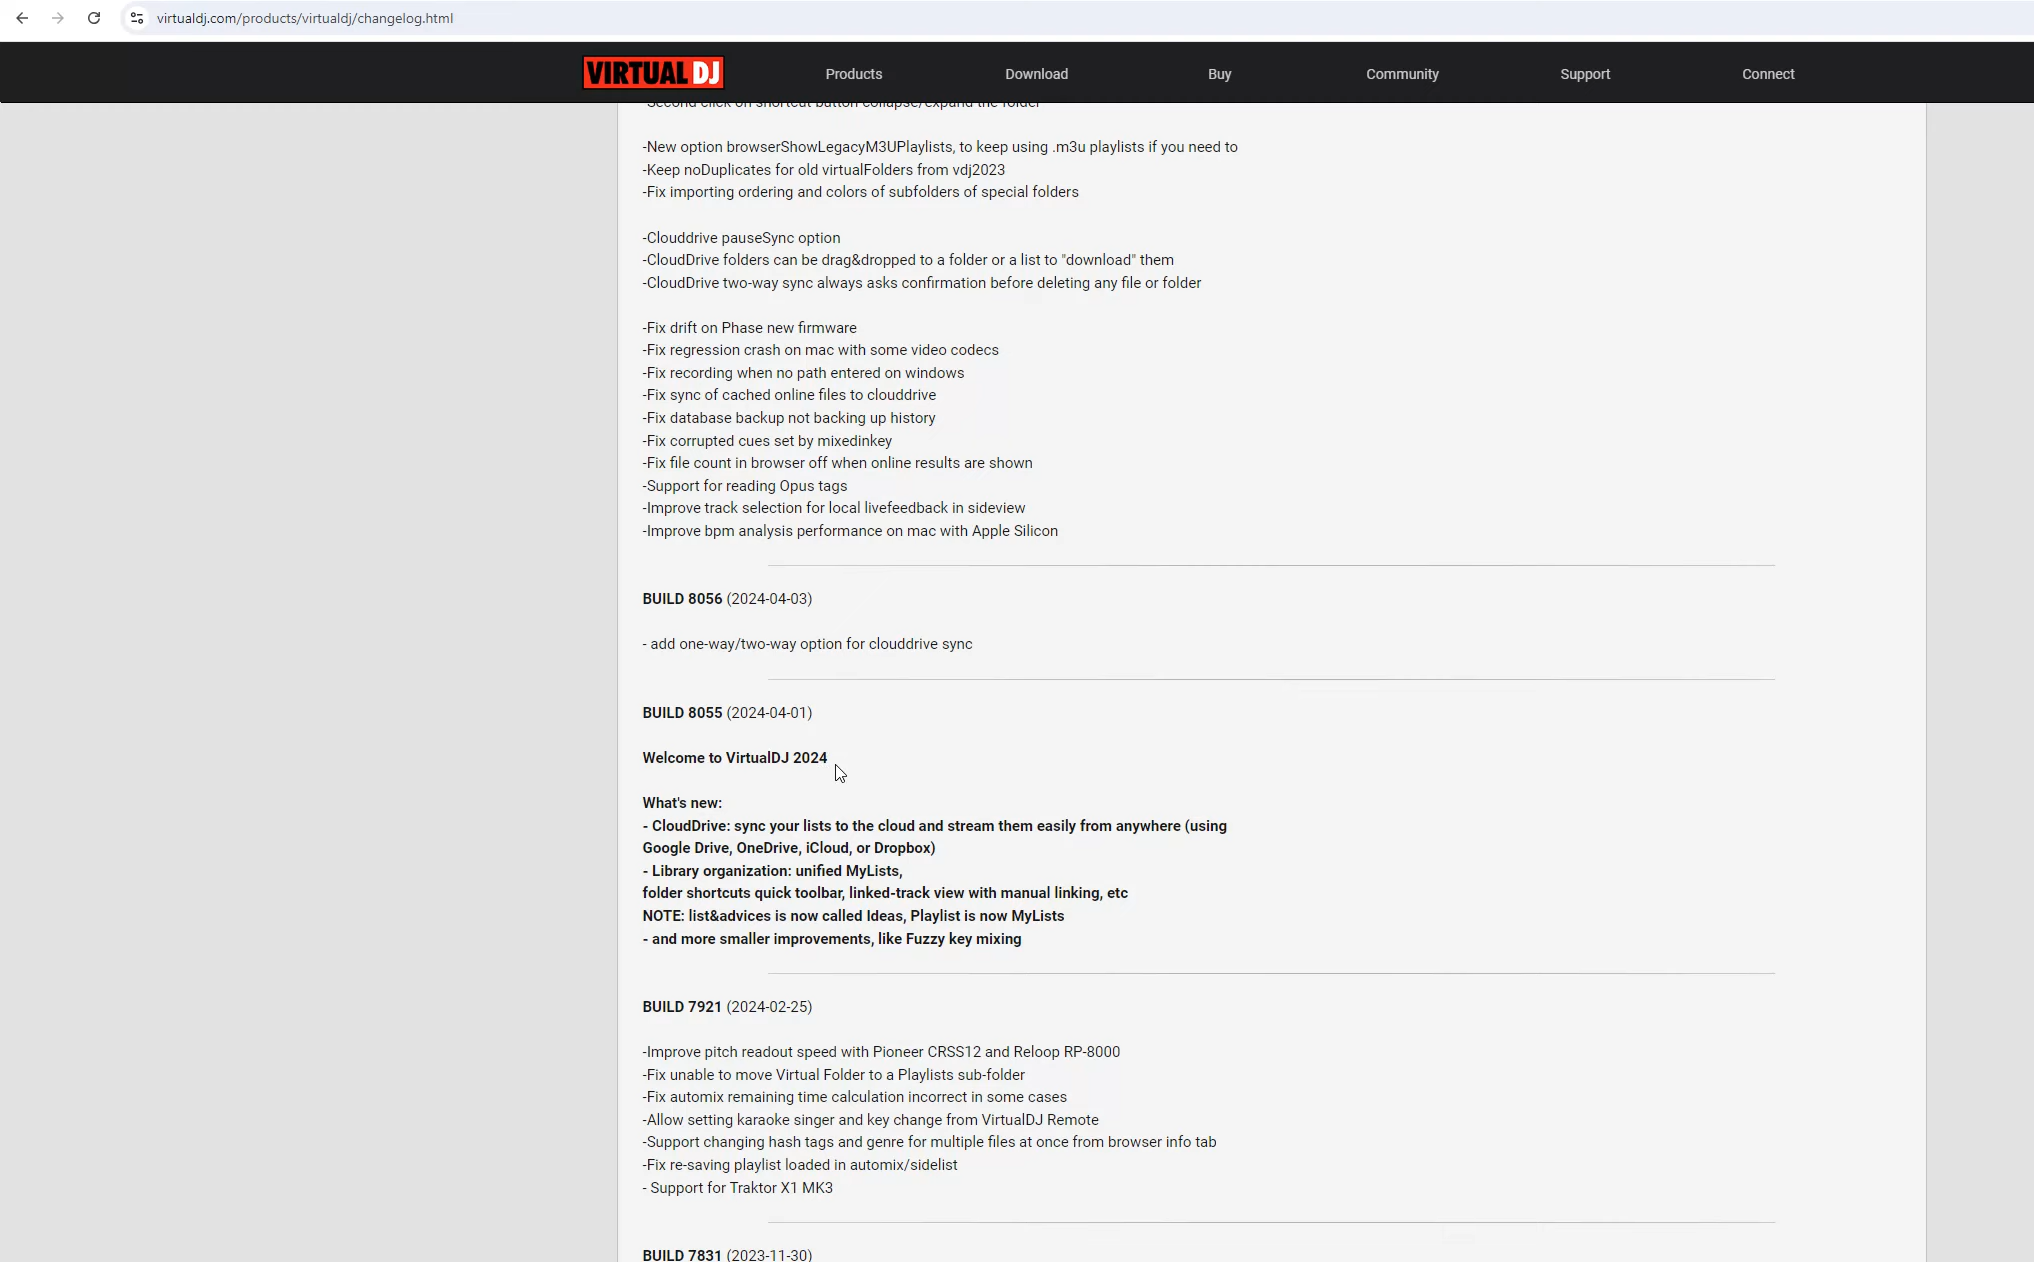 virtualdj.com/products/virtualdj/changelog.html
VIRTUAL DJ
Products
Download
Buy
Community
Support
Connect
-Second click on shortcut button collapse/expand the folder
-New option browserShowLegacyM3UPlaylists, to keep using .m3u playlists if you need to
-Keep noDuplicates for old virtualFolders from vdj2023
-Fix importing ordering and colors of subfolders of special folders
-Clouddrive pauseSync option
-CloudDrive folders can be drag&dropped to a folder or a list to "download" them
-CloudDrive two-way sync always asks confirmation before deleting any file or folder
-Fix drift on Phase new firmware
-Fix regression crash on mac with some video codecs
-Fix recording when no path entered on windows
-Fix sync of cached online files to clouddrive
-Fix database backup not backing up history
-Fix corrupted cues set by mixedinkey
-Fix file count in browser off when online results are shown
-Support for reading Opus tags
-Improve track selection for local livefeedback in sideview
-Improve bpm analysis performance on mac with Apple Silicon
BUILD 8056 (2024-04-03)
- add one-way/two-way option for clouddrive sync
BUILD 8055 (2024-04-01)
Welcome to VirtualDJ 2024
What's new:
- CloudDrive: sync your lists to the cloud and stream them easily from anywhere (using
Google Drive, OneDrive, iCloud, or Dropbox)
- Library organization: unified MyLists,
folder shortcuts quick toolbar, linked-track view with manual linking, etc
NOTE: list&advices is now called Ideas, Playlist is now MyLists
- and more smaller improvements, like Fuzzy key mixing
BUILD 7921 (2024-02-25)
-Improve pitch readout speed with Pioneer CRSS12 and Reloop RP-8000
-Fix unable to move Virtual Folder to a Playlists sub-folder
-Fix automix remaining time calculation incorrect in some cases
-Allow setting karaoke singer and key change from VirtualDJ Remote
-Support changing hash tags and genre for multiple files at once from browser info tab
-Fix re-saving playlist loaded in automix/sidelist
- Support for Traktor X1 MK3
BUILD 7831 (2023-11-30)